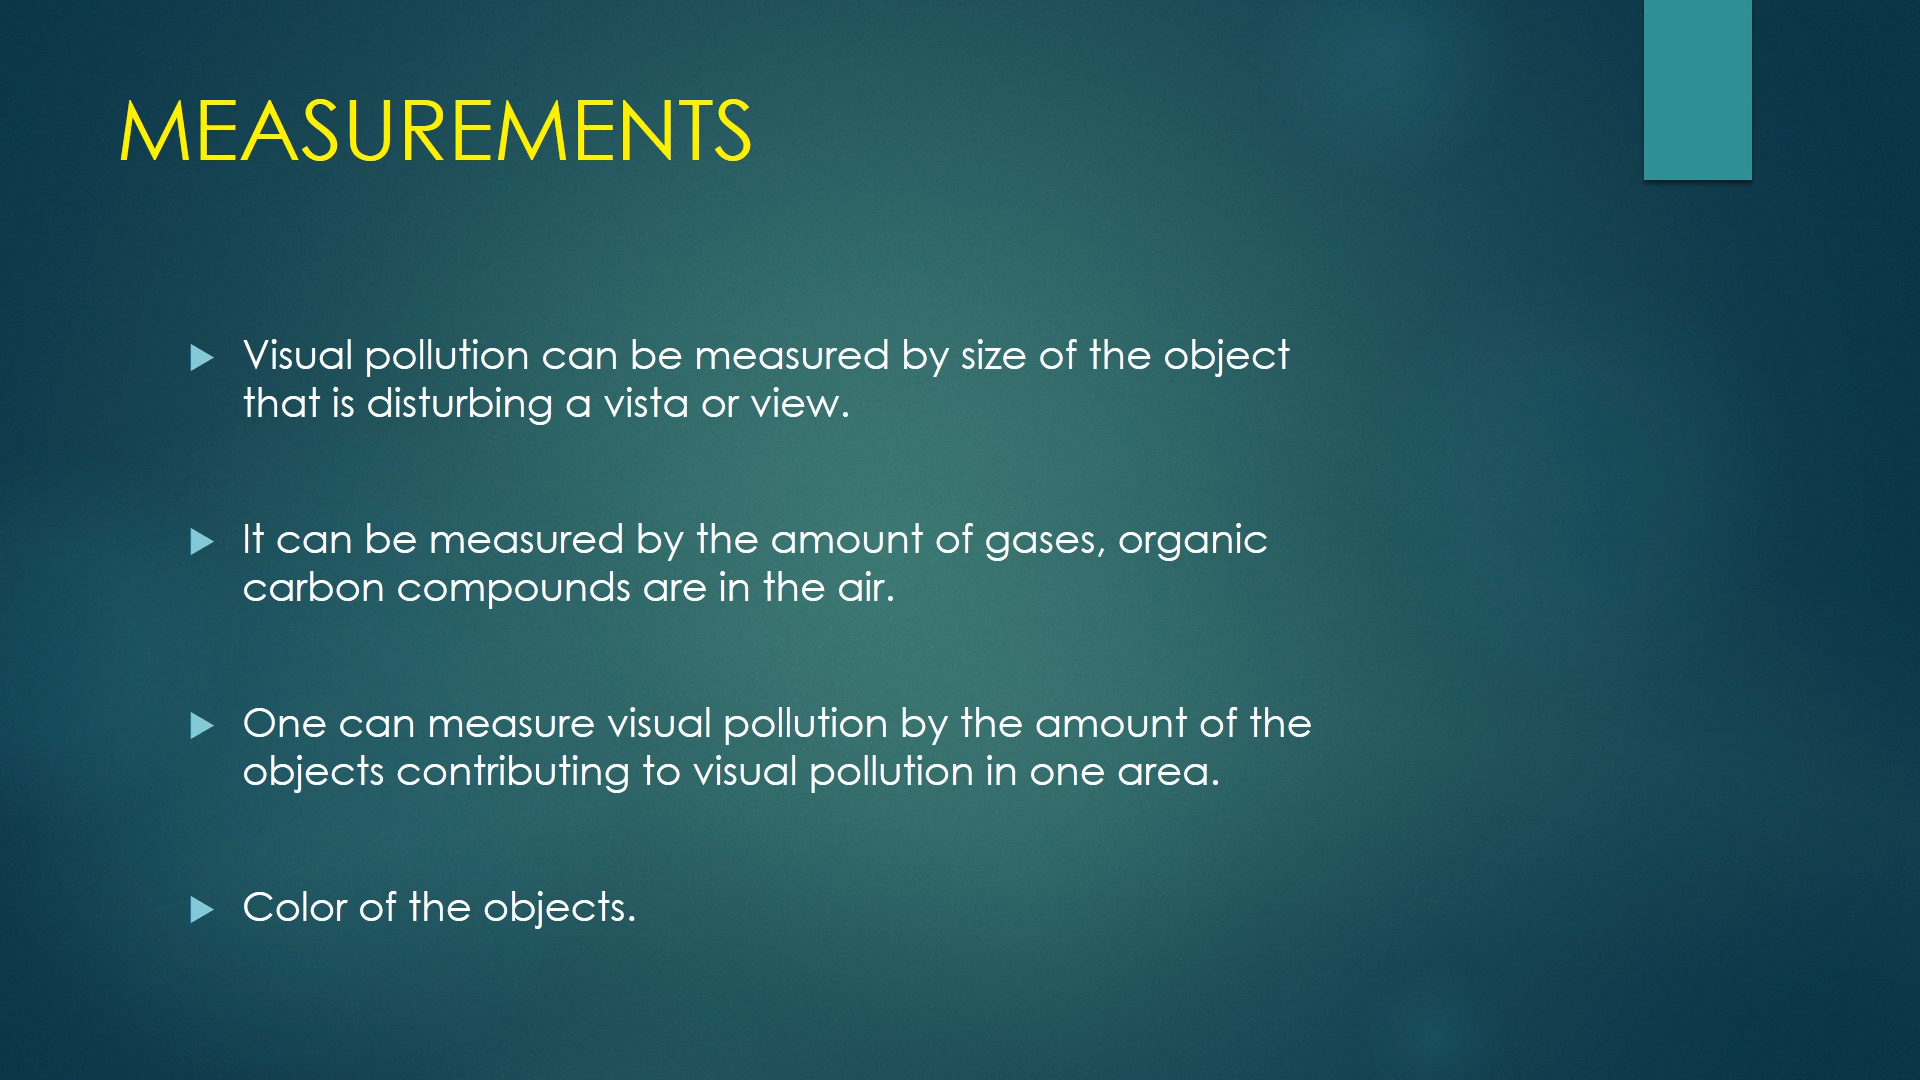 MEASUREMENTS
Visual pollution can be measured by size of the object
that is disturbing a vista or view.
It can be measured by the amount of gases, organic
carbon compounds are in the air.
One can measure visual pollution by the amount of the
objects contributing to visual pollution in one area.
Color of the objects.